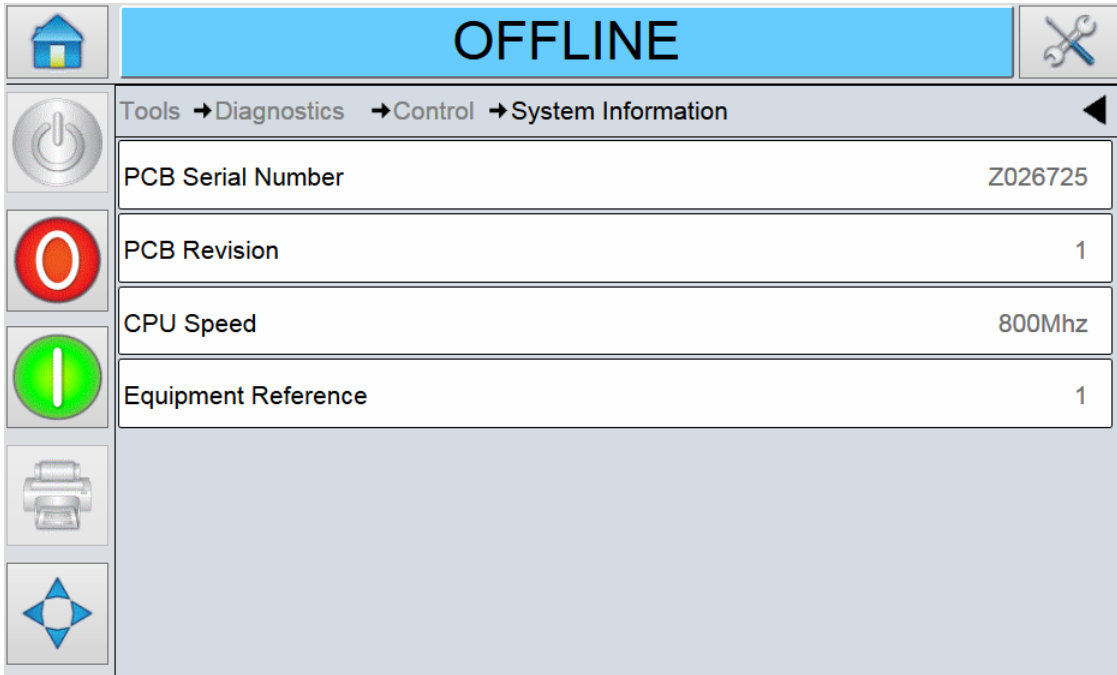 OFFLINE
Tools → Diagnostics → Control → System Information
PCB Serial Number Z026725
PCB Revision 1
CPU Speed 800Mhz
Equipment Reference 1